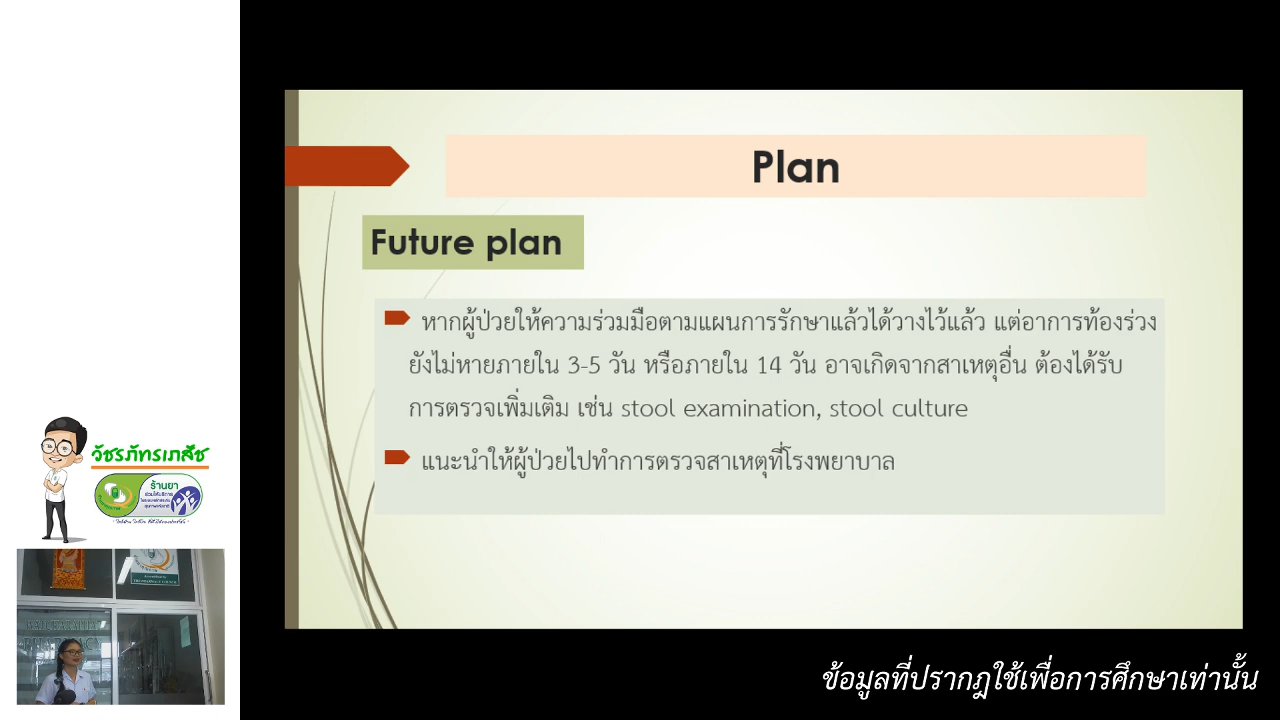 Plan
Future plan
หากผู้ป่วยให้ความร่วมมือตามแผนการรักษาแล้วได้วางไว้แล้ว แต่อาการท้องร่วง
ยังไม่หายภายใน 3-5 วัน หรือภายใน 14 วัน อาจเกิดจากสาเหตุอื่น ต้องได้รับ
การตรวจเพิ่มเติม เช่น stool examination, stool culture
แนะนำให้ผู้ป่วยไปทำการตรวจสาเหตุที่โรงพยาบาล
วัชรภัทรเภสัช
ร้านยา
ข้อมูลที่ปรากฎใช้เพื่อการศึกษาเท่านั้น